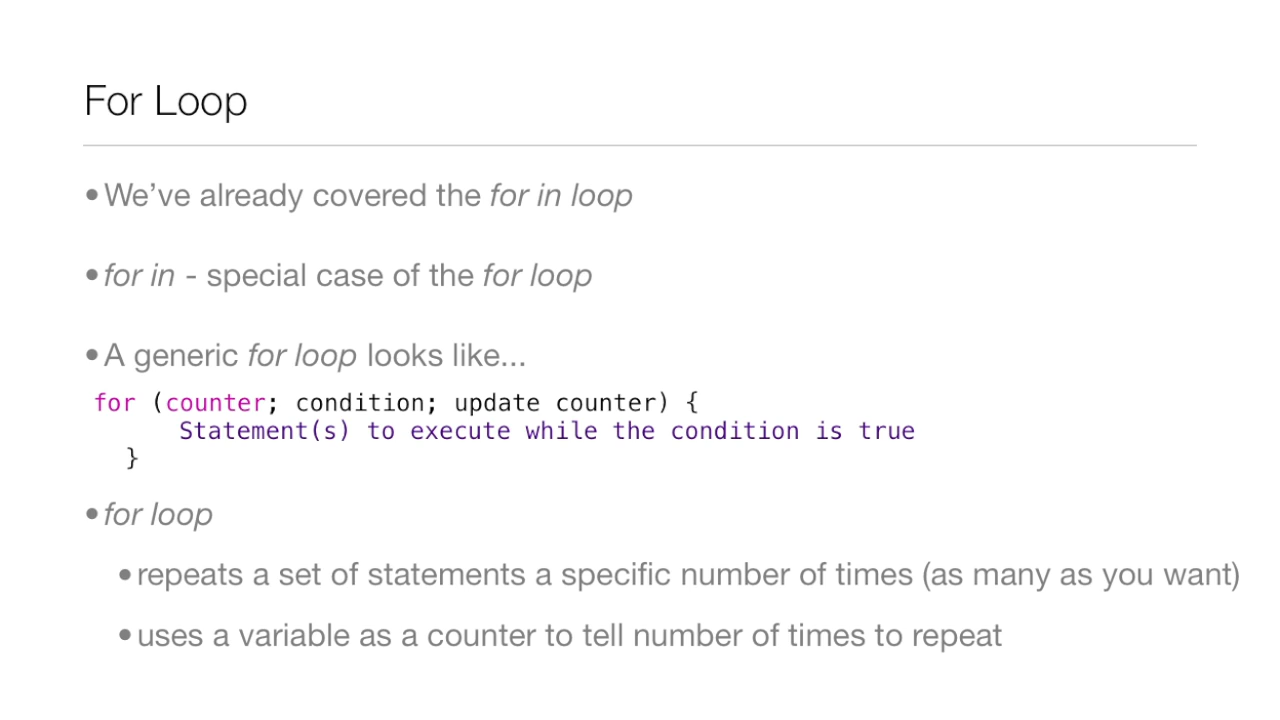 For Loop
•We’ve already covered the for in loop
•for in - special case of the for loop
•A generic for loop looks like...
for (counter; condition; update counter) {
Statement(s) to execute while the condition is true
}
•for loop
•repeats a set of statements a specific number of times (as many as you want)
•uses a variable as a counter to tell number of times to repeat